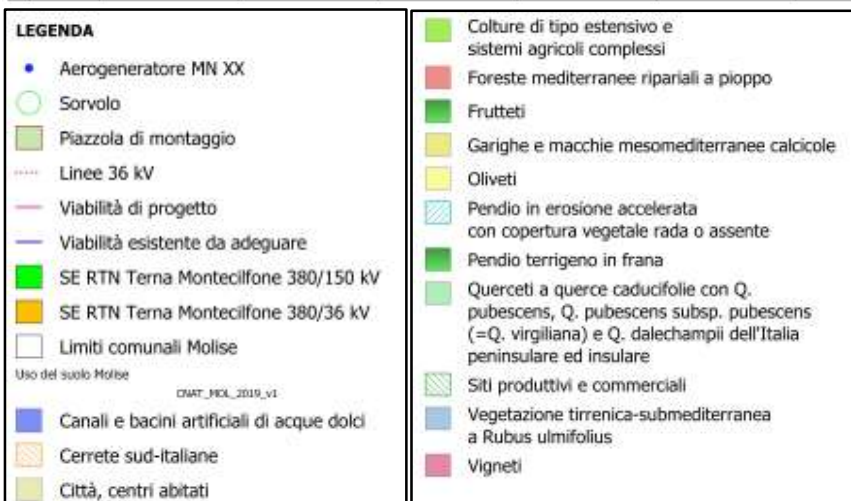 LEGENDA
Aerogeneratore MN XX
Sorvolo
Piazzola di montaggio
Linee 36 kV
Viabilità di progetto
Viabilità esistente da adeguare
SE RTN Terna Montecilfone 380/150 kV
SE RTN Terna Montecilfone 380/36 kV
Limiti comunali Molise
Uso del suolo Molise
CNAT_MOL_2019_v1
Canali e bacini artificiali di acque dolci
Cerrete sud-italiane
Città, centri abitati
Colture di tipo estensivo e
sistemi agricoli complessi
Foreste mediterranee ripariali a pioppo
Frutteti
Garighe e macchie mesomediterranee calcicole
Oliveti
Pendio in erosione accelerata
con copertura vegetale rada o assente
Pendio terrigeno in frana
Querceti a querce caducifolie con Q.
pubescens, Q. pubescens subsp. pubescens
(=Q. virgiliana) e Q. dalechampii dell'Italia
peninsulare ed insulare
Siti produttivi e commerciali
Vegetazione tirrenica-submediterranea
a Rubus ulmifolius
Vigneti